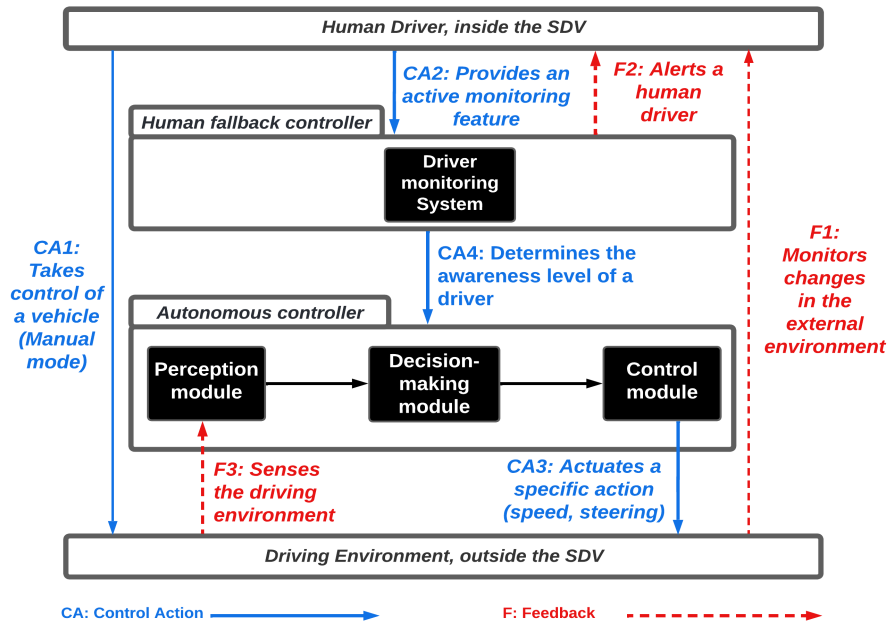 Human Driver, inside the SDV
CA2: Provides an
active monitoring
feature
F2: Alerts a
human
driver
Human fallback controller
Driver
monitoring
System
CA1:
Takes
control of
a vehicle
(Manual
mode)
CA4: Determines the
awareness level of a
driver
F1:
Monitors
changes
in the
external
environment
Autonomous controller
Perception
module
Decision-
making
module
Control
module
F3: Senses
the driving
environment
CA3: Actuates a
specific action
(speed, steering)
Driving Environment, outside the SDV
CA: Control Action
F: Feedback